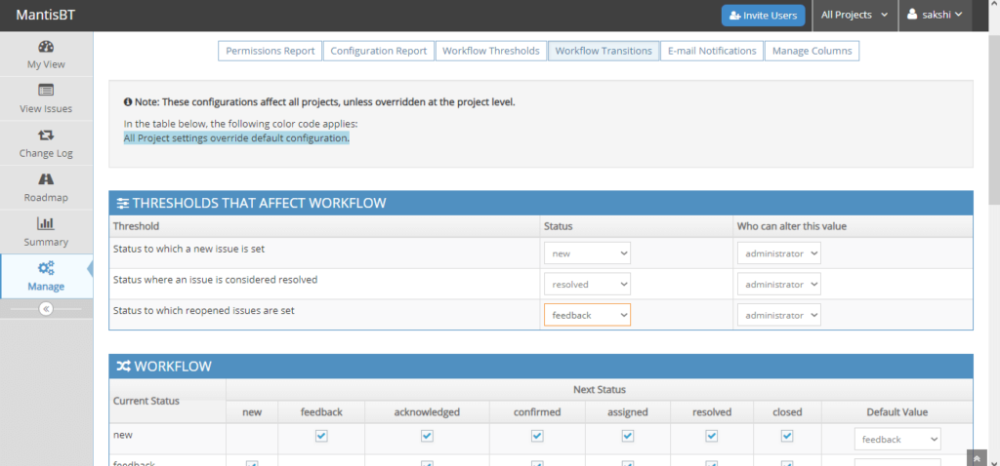 MantisBT
Invite Users
All Projects
sakshi
My View
View Issues
Change Log
Roadmap
Summary
Manage
Permissions Report
Configuration Report
Workflow Thresholds
Workflow Transitions
E-mail Notifications
Manage Columns
Note: These configurations affect all projects, unless overridden at the project level.
In the table below, the following color code applies:
All Project settings override default configuration.
THRESHOLDS THAT AFFECT WORKFLOW
Threshold Status Who can alter this value
Status to which a new issue is set new administrator
Status where an issue is considered resolved resolved administrator
Status to which reopened issues are set feedback administrator
WORKFLOW
Current Status Next Status
new feedback acknowledged confirmed assigned resolved closed Default Value
new feedback
feedback